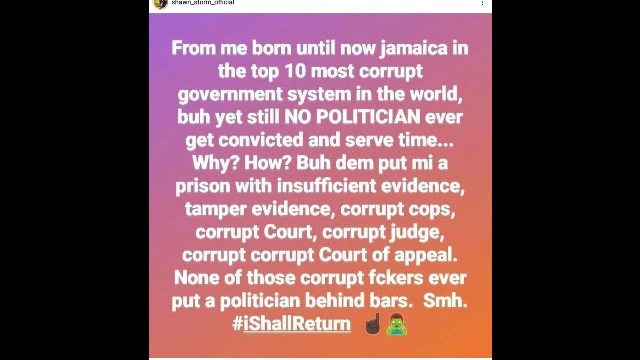 shawn_storm_official
From me born until now jamaica in
the top 10 most corrupt
government system in the world,
buh yet still NO POLITICIAN ever
get convicted and serve time...
Why? How? Buh dem put mi a
prison with insufficient evidence,
tamper evidence, corrupt cops,
corrupt Court, corrupt judge,
corrupt corrupt Court of appeal.
None of those corrupt fckers ever
put a politician behind bars. Smh.
#iShallReturn ☝🏿🧟‍♂️